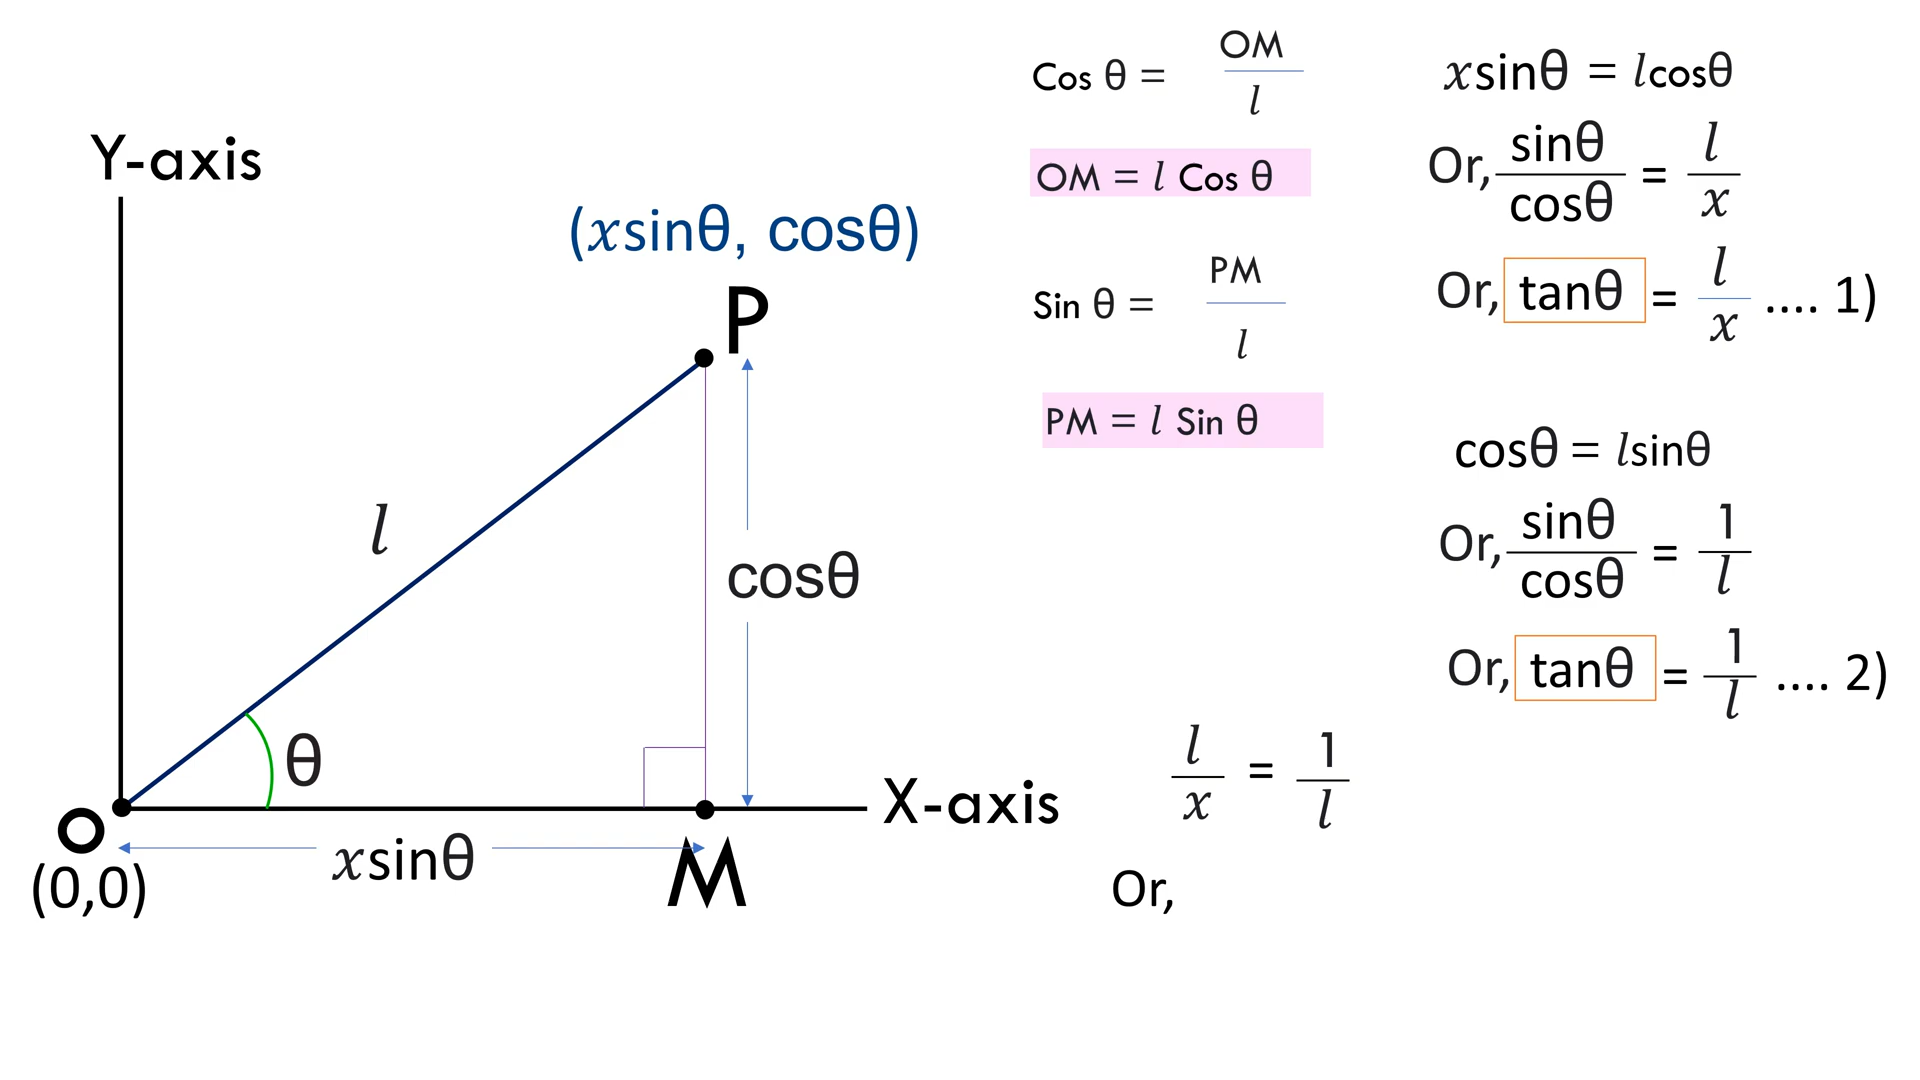 Y-axis
(xsinθ, cosθ)
P
l
cosθ
θ
X-axis
O
(0,0)
xsinθ
M
Cos θ = OM
l
OM = l Cos θ
Sin θ = PM
l
PM = l Sin θ
l = 1
x l
Or,
xsinθ = lcosθ
Or, sinθ = l
cosθ x
Or, tanθ = l .... 1)
x
cosθ = lsinθ
Or, sinθ = 1
cosθ l
Or, tanθ = 1 .... 2)
l